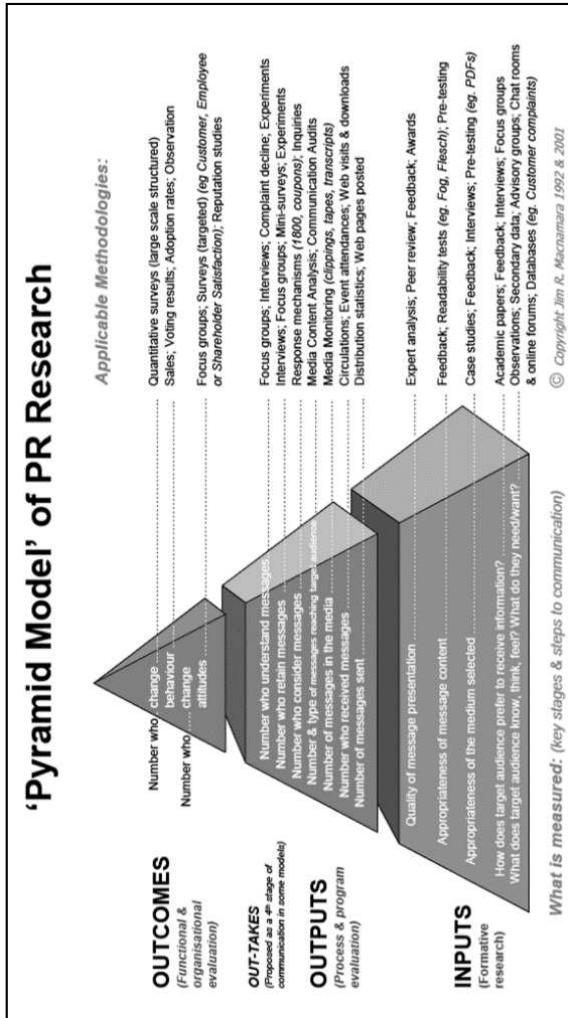 ‘Pyramid Model’ of PR Research
Applicable Methodologies:
OUTCOMES
(Functional &
organisational
evaluation)
Number who change
behaviour
Number who change
attitudes
Quantitative surveys (large scale structured)
Sales; Voting results; Adoption rates; Observation
Focus groups; Surveys (targeted) (eg Customer, Employee
or Shareholder Satisfaction); Reputation studies
OUT-TAKES
(Proposed as a 4th stage of
communication in some models)
OUTPUTS
(Process & program
evaluation)
Number who understand messages
Number who retain messages
Number who consider messages
Number & type of messages reaching target audience
Number of messages in the media
Number who received messages
Number of messages sent
Focus groups; Interviews; Complaint decline; Experiments
Interviews; Focus groups; Mini-surveys; Experiments
Response mechanisms (1800, coupons); Inquiries
Media Content Analysis; Communication Audits
Media Monitoring (clippings, tapes, transcripts)
Circulations; Event attendances; Web visits & downloads
Distribution statistics; Web pages posted
INPUTS
(Formative
research)
Quality of message presentation
Appropriateness of message content
Appropriateness of the medium selected
How does target audience prefer to receive information?
What does target audience know, think, feel? What do they need/want?
Expert analysis; Peer review; Feedback; Awards
Feedback; Readability tests (eg. Fog, Flesch); Pre-testing
Case studies; Feedback; Interviews; Pre-testing (eg. PDFs)
Academic papers; Feedback; Interviews; Focus groups
Observations; Secondary data; Advisory groups; Chat rooms
& online forums; Databases (eg. Customer complaints)
What is measured: (key stages & steps to communication)
© Copyright Jim R. Macnamara 1992 & 2001